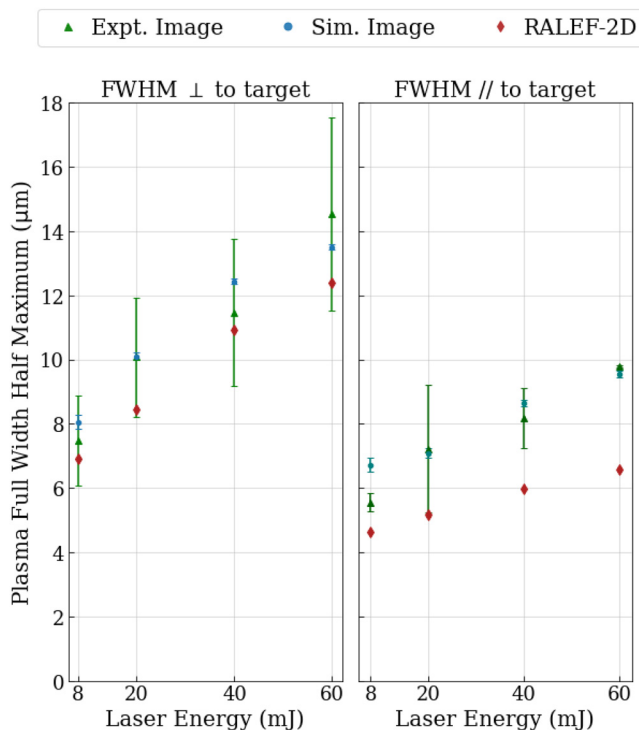 Expt. Image Sim. Image RALEF-2D
FWHM ⊥ to target FWHM // to target
Plasma Full Width Half Maximum (μm)
18
16
14
12
10
8
6
4
2
0
8 20 40 60 8 20 40 60
Laser Energy (mJ) Laser Energy (mJ)